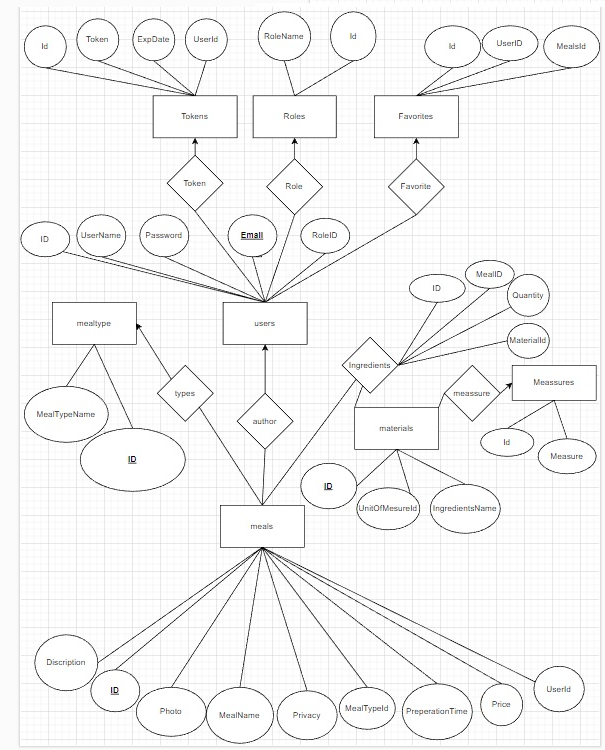 Id
Token
ExpDate
UserId
RoleName
Id
Id
UserID
MealsId
Tokens
Roles
Favorites
Token
Role
Favorite
ID
UserName
Password
Email
RoleID
ID
MealID
Quantity
MaterialId
mealtype
users
Ingredients
MealTypeName
ID
types
author
meassure
Meassures
materials
Id
Measure
ID
UnitOfMesureId
IngredientsName
meals
Discription
ID
Photo
MealName
Privacy
MealTypeId
PreperationTime
Price
UserId